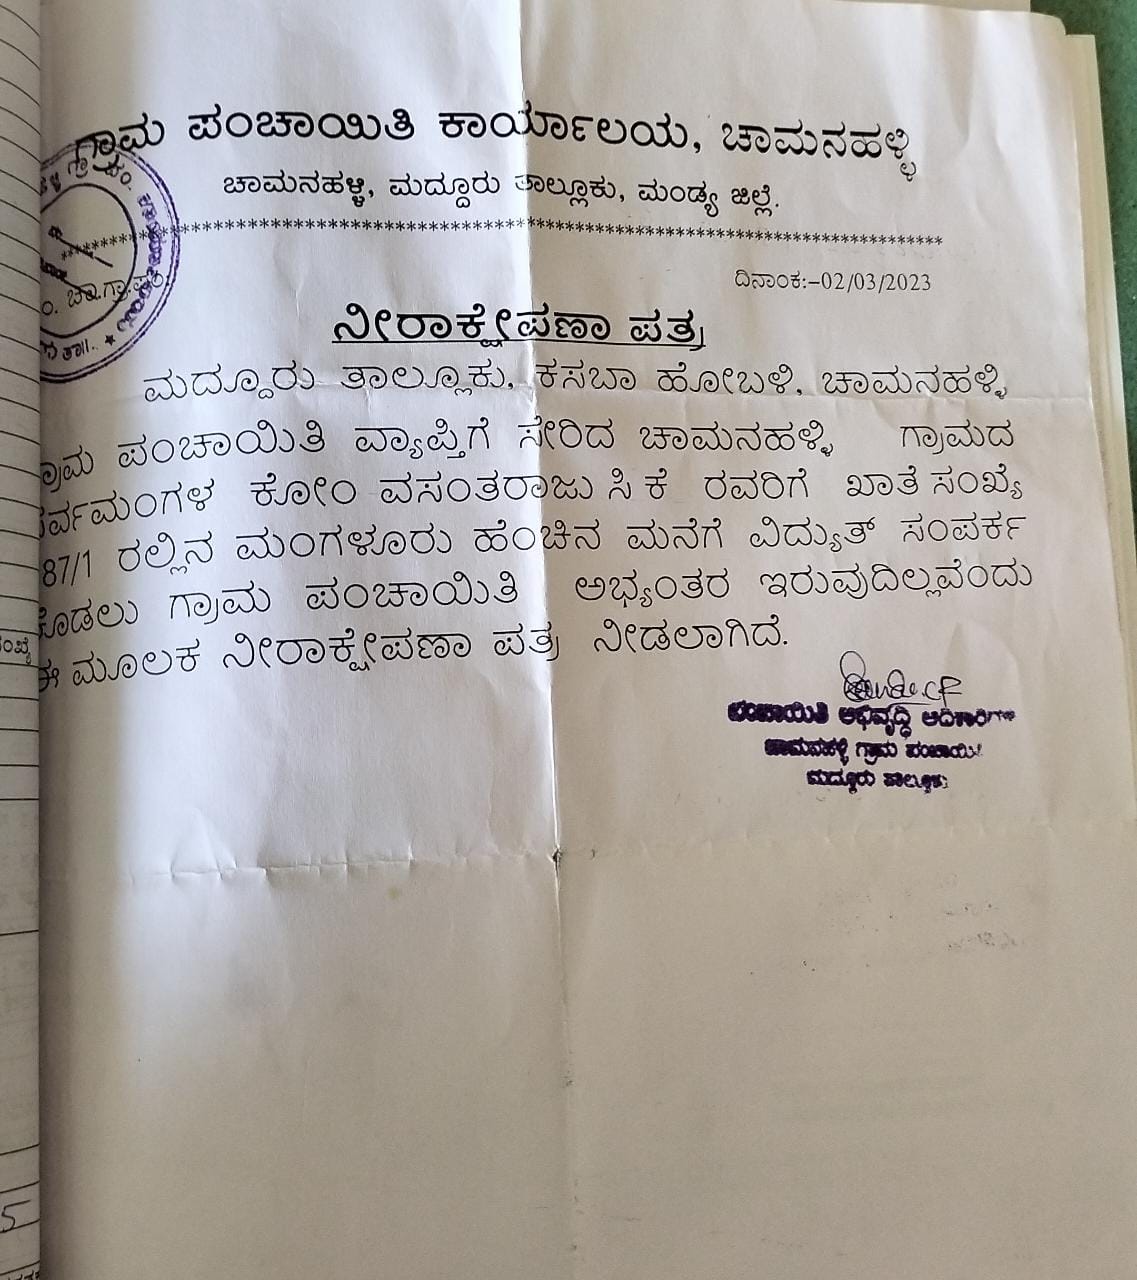 ಗ್ರಾಮ ಪಂಚಾಯಿತಿ ಕಾರ್ಯಾಲಯ, ಚಾಮನಹಳ್ಳಿ
ಚಾಮನಹಳ್ಳಿ, ಮದ್ದೂರು ತಾಲ್ಲೂಕು, ಮಂಡ್ಯ ಜಿಲ್ಲೆ.
ದಿನಾಂಕ:-02/03/2023
ನೀರಾಕ್ಷೇಪಣಾ ಪತ್ರ
ಮದ್ದೂರು ತಾಲ್ಲೂಕು, ಕಸಬಾ ಹೋಬಳಿ, ಚಾಮನಹಳ್ಳಿ
ಗ್ರಾಮ ಪಂಚಾಯಿತಿ ವ್ಯಾಪ್ತಿಗೆ ಸೇರಿದ ಚಾಮನಹಳ್ಳಿ ಗ್ರಾಮದ
ಸರ್ವಮಂಗಳ ಕೋಂ ವಸಂತರಾಜು ಸಿ ಕೆ ರವರಿಗೆ ಖಾತೆ ಸಂಖ್ಯೆ
87/1 ರಲ್ಲಿನ ಮಂಗಳೂರು ಹೆಂಚಿನ ಮನೆಗೆ ವಿದ್ಯುತ್ ಸಂಪರ್ಕ
ಕೊಡಲು ಗ್ರಾಮ ಪಂಚಾಯಿತಿ ಅಭ್ಯಂತರ ಇರುವುದಿಲ್ಲವೆಂದು
ಈ ಮೂಲಕ ನೀರಾಕ್ಷೇಪಣಾ ಪತ್ರ ನೀಡಲಾಗಿದೆ.
ಪಂಚಾಯಿತಿ ಅಭಿವೃದ್ಧಿ ಅಧಿಕಾರಿಗಳು
ಚಾಮನಹಳ್ಳಿ ಗ್ರಾಮ ಪಂಚಾಯಿತಿ
ಮದ್ದೂರು ತಾಲ್ಲೂಕು